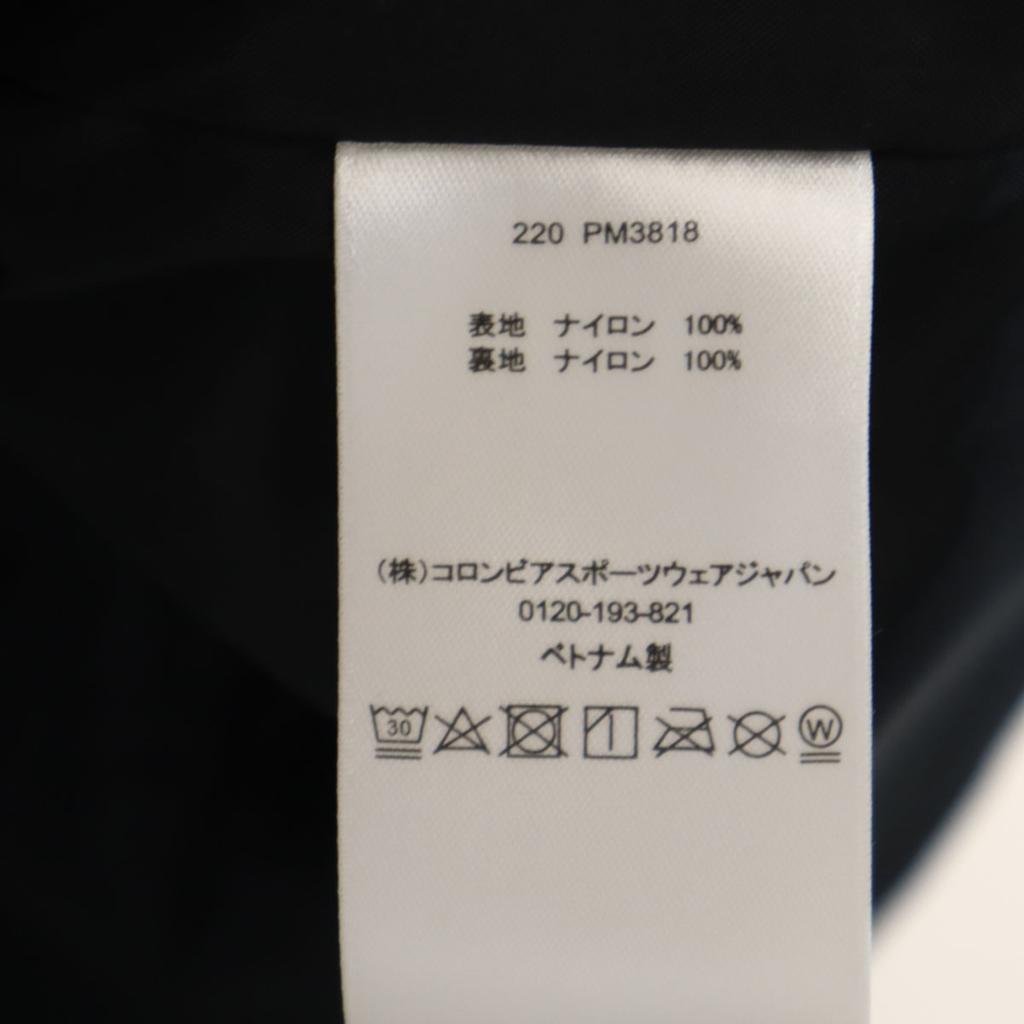 220 PM3818
表地 ナイロン 100%
裏地 ナイロン 100%
(株)コロンビアスポーツウェアジャパン
0120-193-821
ベトナム製
30
W